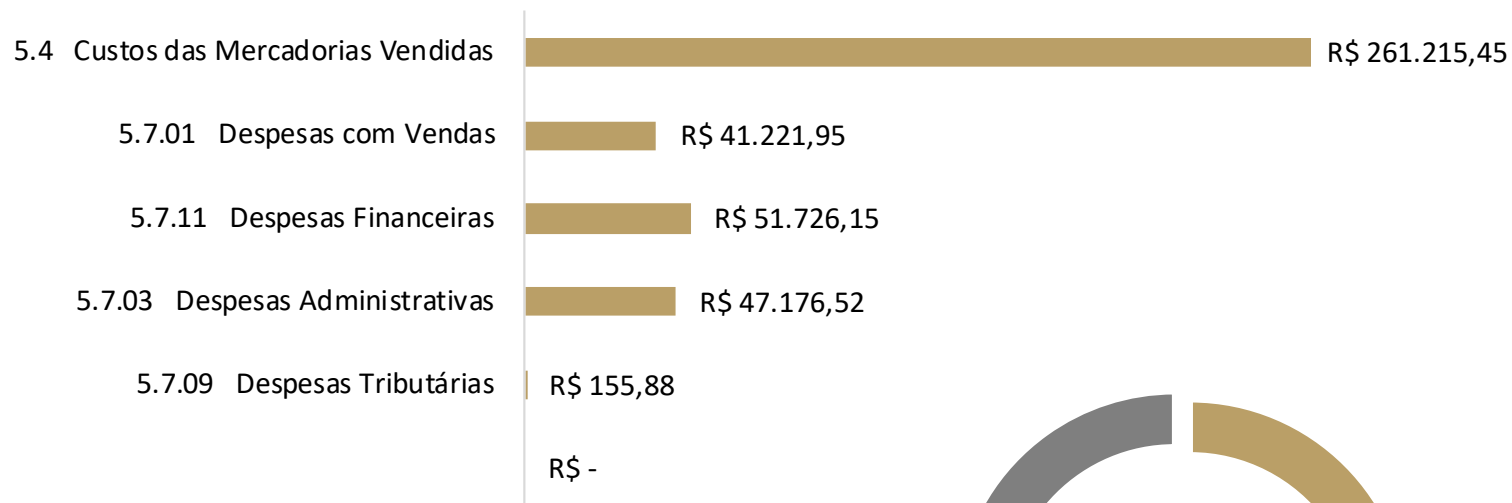 5.4 Custos das Mercadorias Vendidas R$ 261.215,45
5.7.01 Despesas com Vendas R$ 41.221,95
5.7.11 Despesas Financeiras R$ 51.726,15
5.7.03 Despesas Administrativas R$ 47.176,52
5.7.09 Despesas Tributárias R$ 155,88
R$ -